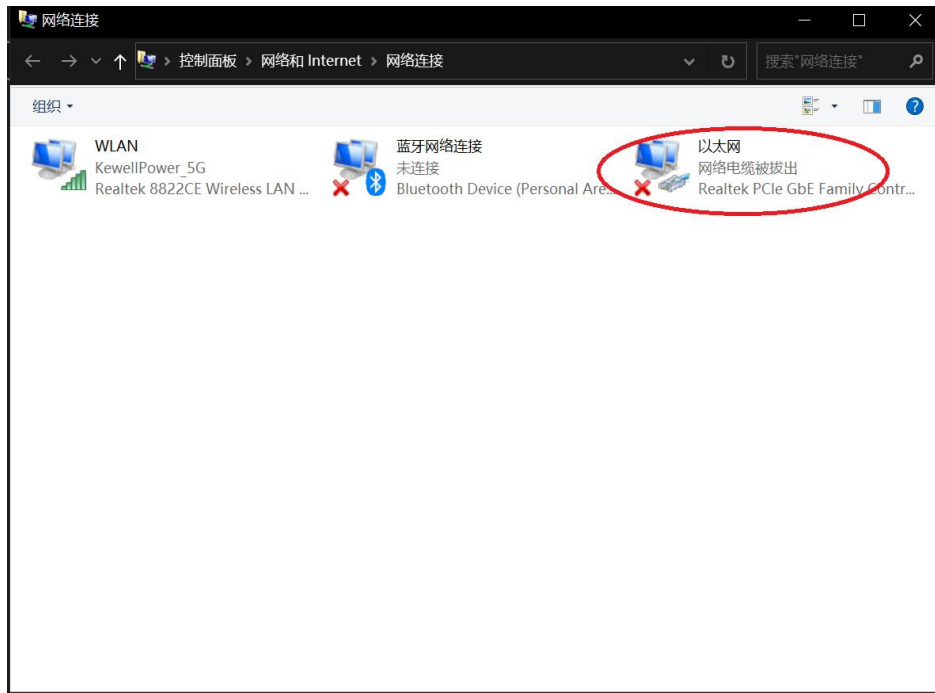 网络连接
控制面板 > 网络和 Internet > 网络连接
搜索"网络连接"
组织
WLAN
KewellPower_5G
Realtek 8822CE Wireless LAN ...
蓝牙网络连接
未连接
Bluetooth Device (Personal Are...
以太网
网络电缆被拔出
Realtek PCIe GbE Family Contr...